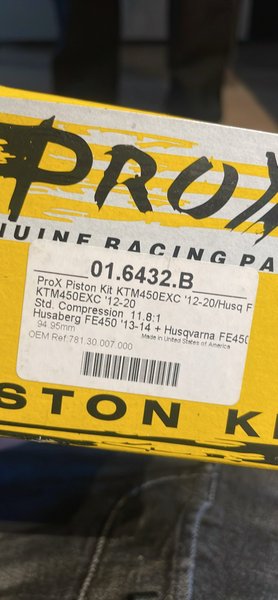 PROX
NUINE RACING PA
01.6432.B
ProX Piston Kit KTM450EXC '12-20/Husq F
KTM450EXC '12-20
Std. Compression 11.8:1
Husaberg FE450 '13-14 + Husqvarna FE450
94.95mm
Made in United States of America
OEM Ref 781.30.007.000
STON K